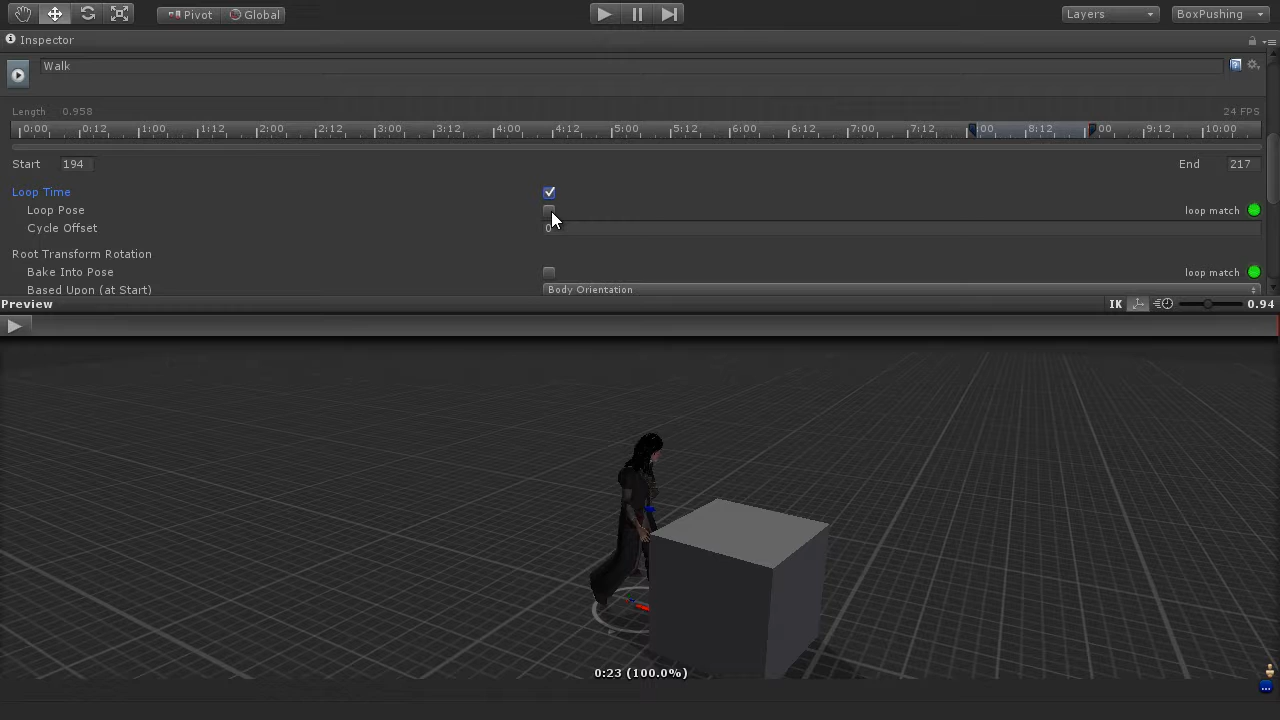 Pivot Global Layers BoxPushing
Inspector
Walk
Length 0.958 24 FPS
0:00 0:12 1:00 1:12 2:00 2:12 3:00 3:12 4:00 4:12 5:00 5:12 6:00 6:12 7:00 7:12 :00 8:12 00 9:12 10:00
Start 194 End 217
Loop Time
Loop Pose loop match
Cycle Offset 0
Root Transform Rotation
Bake Into Pose loop match
Based Upon (at Start) Body Orientation
Preview IK 0.94
0:23 (100.0%)